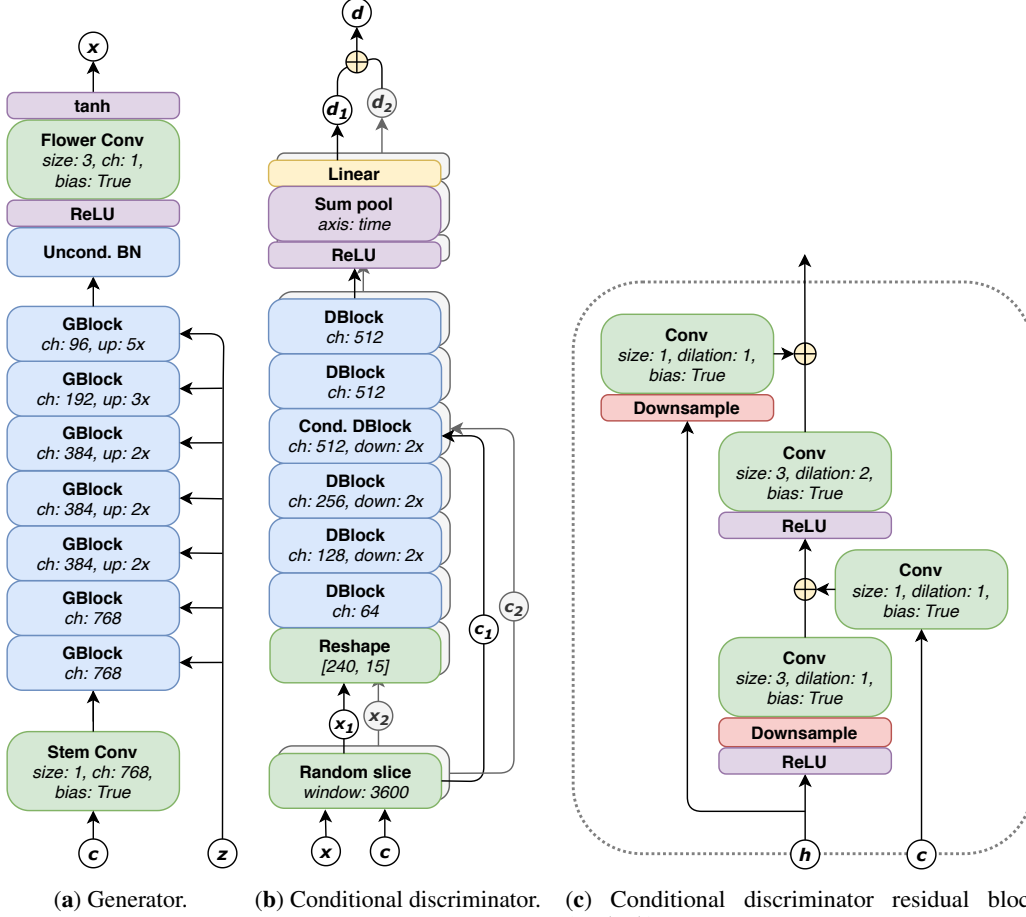 x
tanh
Flower Conv
size: 3, ch: 1,
bias: True
ReLU
Uncond. BN
GBlock
ch: 96, up: 5x
GBlock
ch: 192, up: 3x
GBlock
ch: 384, up: 2x
GBlock
ch: 384, up: 2x
GBlock
ch: 384, up: 2x
GBlock
ch: 768
GBlock
ch: 768
Stem Conv
size: 1, ch: 768,
bias: True
c
z
(a) Generator.
d
d1
d2
Linear
Sum pool
axis: time
ReLU
DBlock
ch: 512
DBlock
ch: 512
Cond. DBlock
ch: 512, down: 2x
DBlock
ch: 256, down: 2x
DBlock
ch: 128, down: 2x
DBlock
ch: 64
Reshape
[240, 15]
c1
c2
x1
x2
Random slice
window: 3600
x
c
(b) Conditional discriminator.
Conv
size: 1, dilation: 1,
bias: True
Downsample
Conv
size: 3, dilation: 2,
bias: True
ReLU
Conv
size: 1, dilation: 1,
bias: True
Conv
size: 3, dilation: 1,
bias: True
Downsample
ReLU
h
c
(c) Conditional discriminator residual bloc